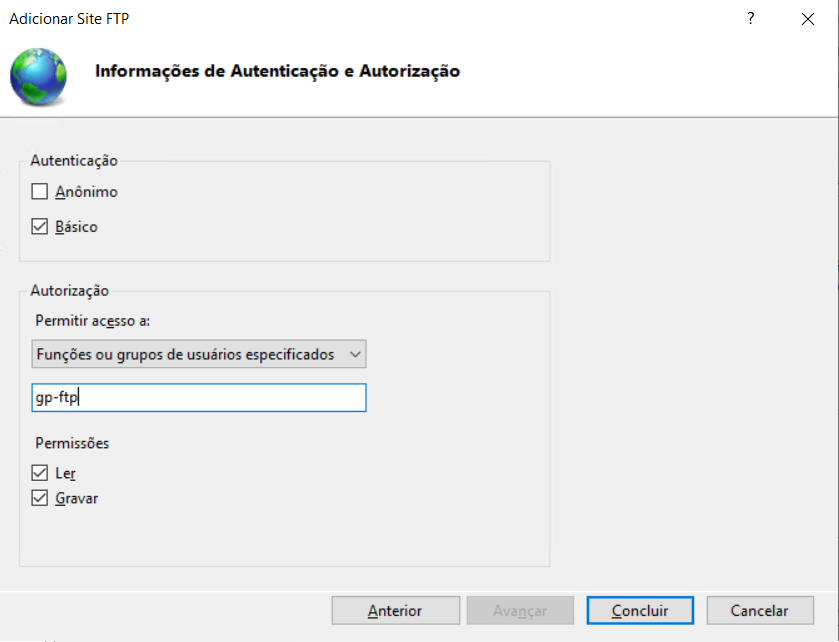 Adicionar Site FTP
?
Informações de Autenticação e Autorização
Autenticação
Anônimo
Básico
Autorização
Permitir acesso a:
Funções ou grupos de usuários especificados
gp-ftp
Permissões
Ler
Gravar
Anterior Avançar Concluir Cancelar